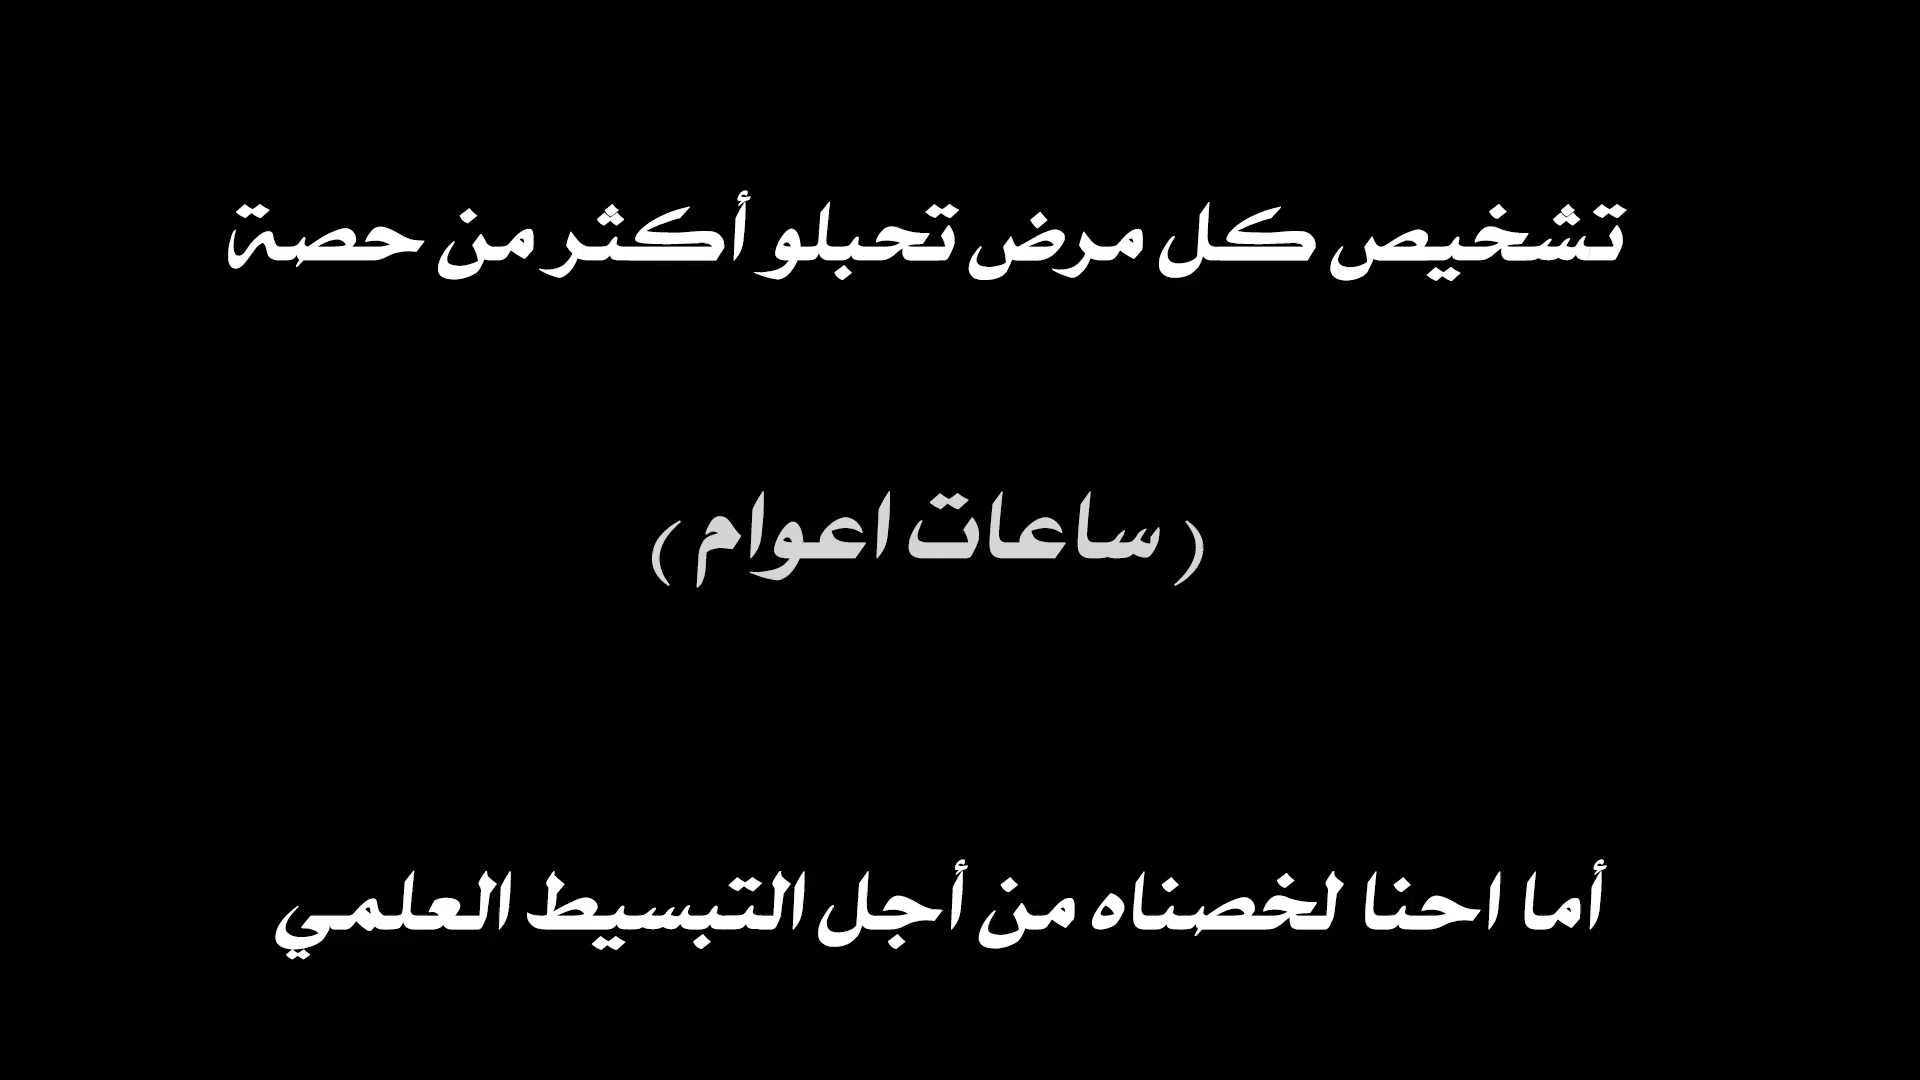 تشخيص كل مرض تحبلو أكثر من حصة
( ساعات اعوام )
أما احنا لخصناه من أجل التبسيط العلمي